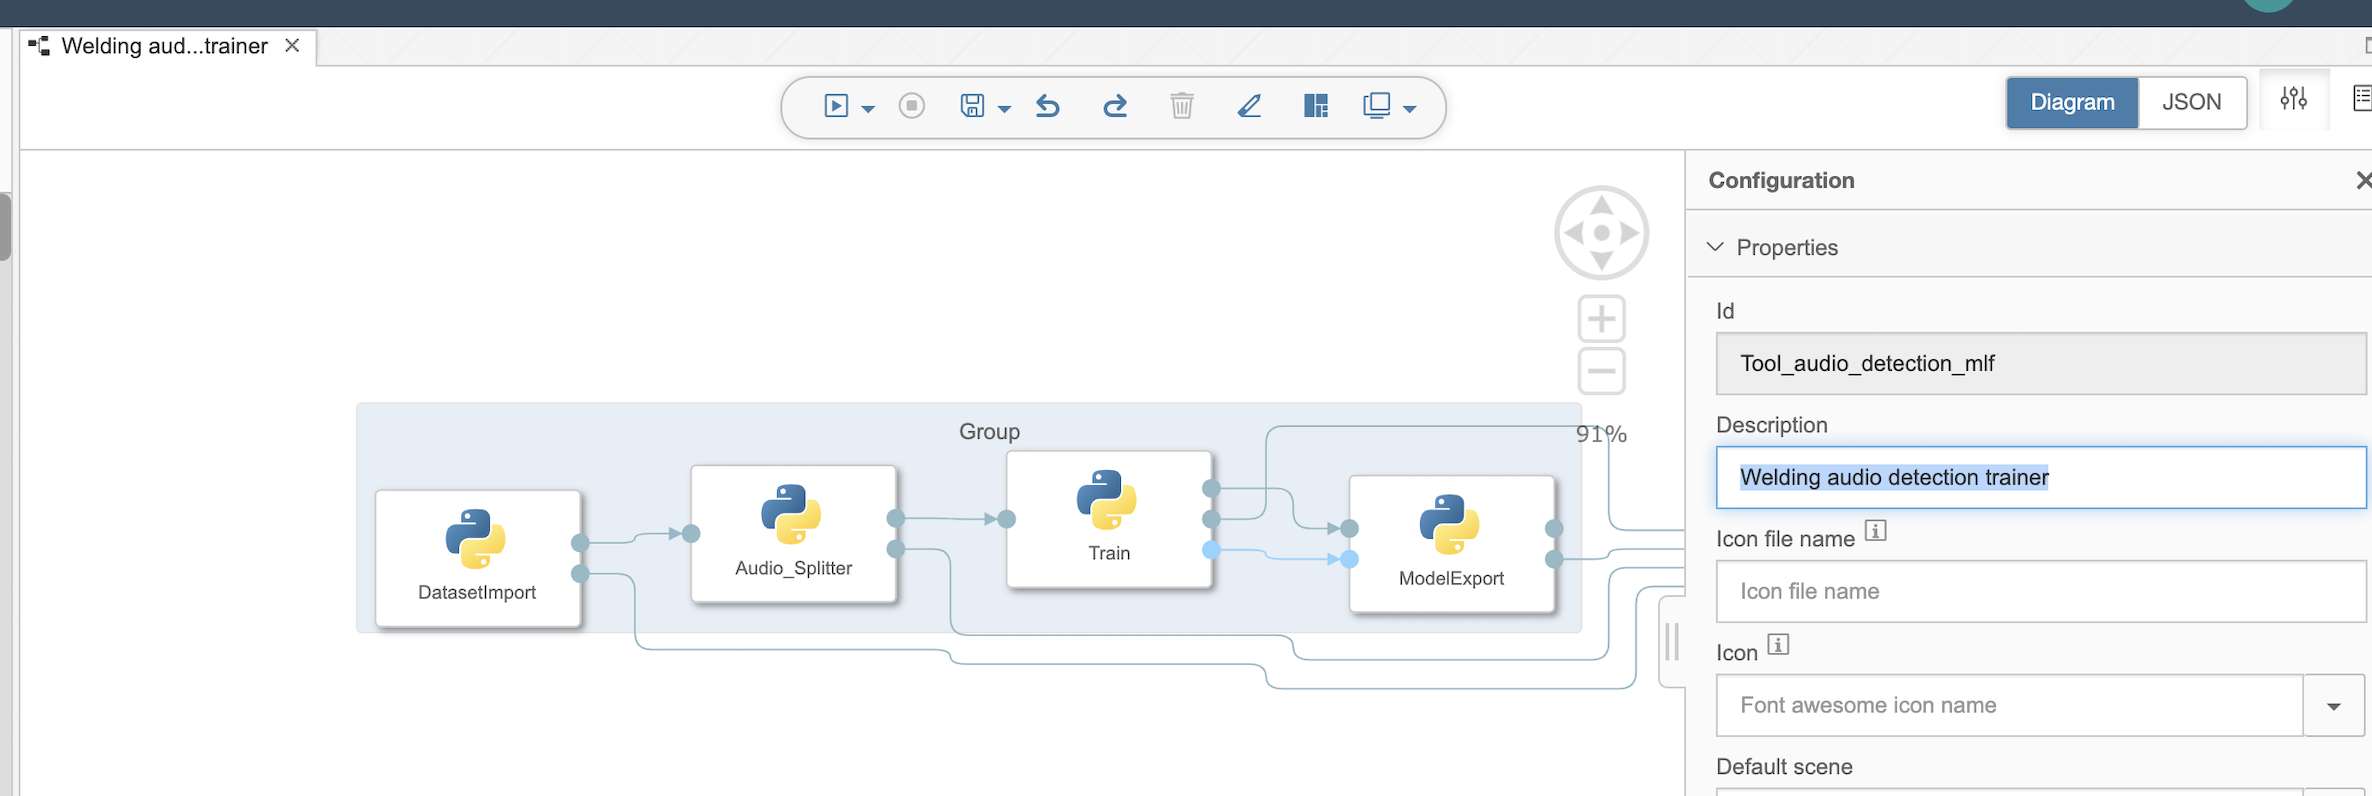 Welding aud...trainer
Diagram
JSON
Configuration
Properties
Id
Tool_audio_detection_mlf
Description
Welding audio detection trainer
Icon file name
Icon file name
Icon
Font awesome icon name
Default scene
91%
Group
DatasetImport
Audio_Splitter
Train
ModelExport